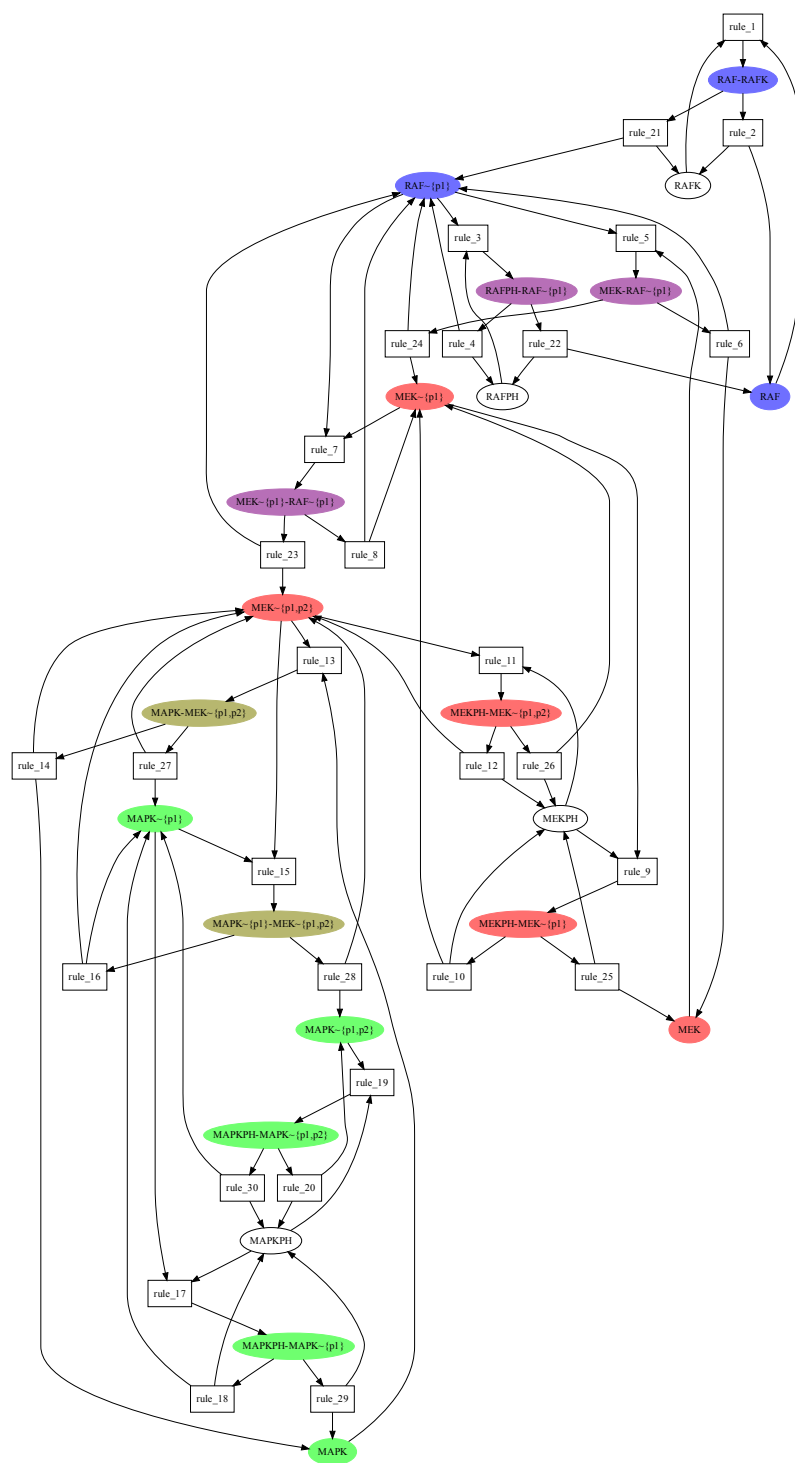 rule_1
RAF-RAFK
rule_21
rule_2
RAF~{p1}
RAFK
rule_3
rule_5
RAFPH-RAF~{p1}
MEK-RAF~{p1}
rule_24
rule_4
rule_22
rule_6
MEK~{p1}
RAFPH
RAF
rule_7
MEK~{p1}-RAF~{p1}
rule_23
rule_8
MEK~{p1,p2}
rule_13
rule_11
MAPK-MEK~{p1,p2}
MEKPH-MEK~{p1,p2}
rule_14
rule_27
rule_12
rule_26
MAPK~{p1}
MEKPH
rule_15
rule_9
MAPK~{p1}-MEK~{p1,p2}
MEKPH-MEK~{p1}
rule_16
rule_28
rule_10
rule_25
MAPK~{p1,p2}
MEK
rule_19
MAPKPH-MAPK~{p1,p2}
rule_30
rule_20
MAPKPH
rule_17
MAPKPH-MAPK~{p1}
rule_18
rule_29
MAPK